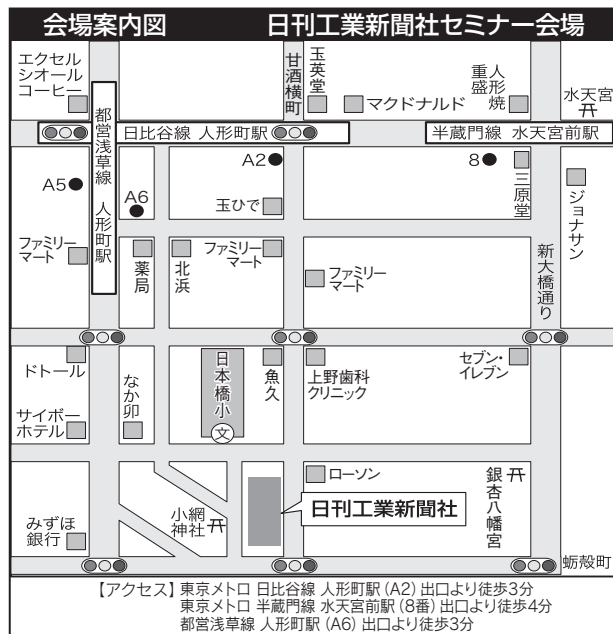 会場案内図
日刊工業新聞社セミナー会場
エクセル
シオール
コーヒー
甘酒横町
玉英堂
マクドナルド
人形焼
重盛
水天宮
都営浅草線 人形町駅
日比谷線 人形町駅
半蔵門線 水天宮前駅
A5
A6
A2
8
玉ひで
三原堂
ジョナサン
ファミリー
マート
薬局
北浜
ファミリー
マート
ファミリー
マート
新大橋通り
ドトール
なか卯
日本橋小
文
魚久
上野歯科
クリニック
セブン・
イレブン
サイボー
ホテル
ローソン
銀杏八幡宮
小網
神社
日刊工業新聞社
みずほ
銀行
蛎殻町
【アクセス】東京メトロ 日比谷線 人形町駅(A2)出口より徒歩3分
東京メトロ 半蔵門線 水天宮前駅(8番)出口より徒歩4分
都営浅草線 人形町駅(A6)出口より徒歩3分